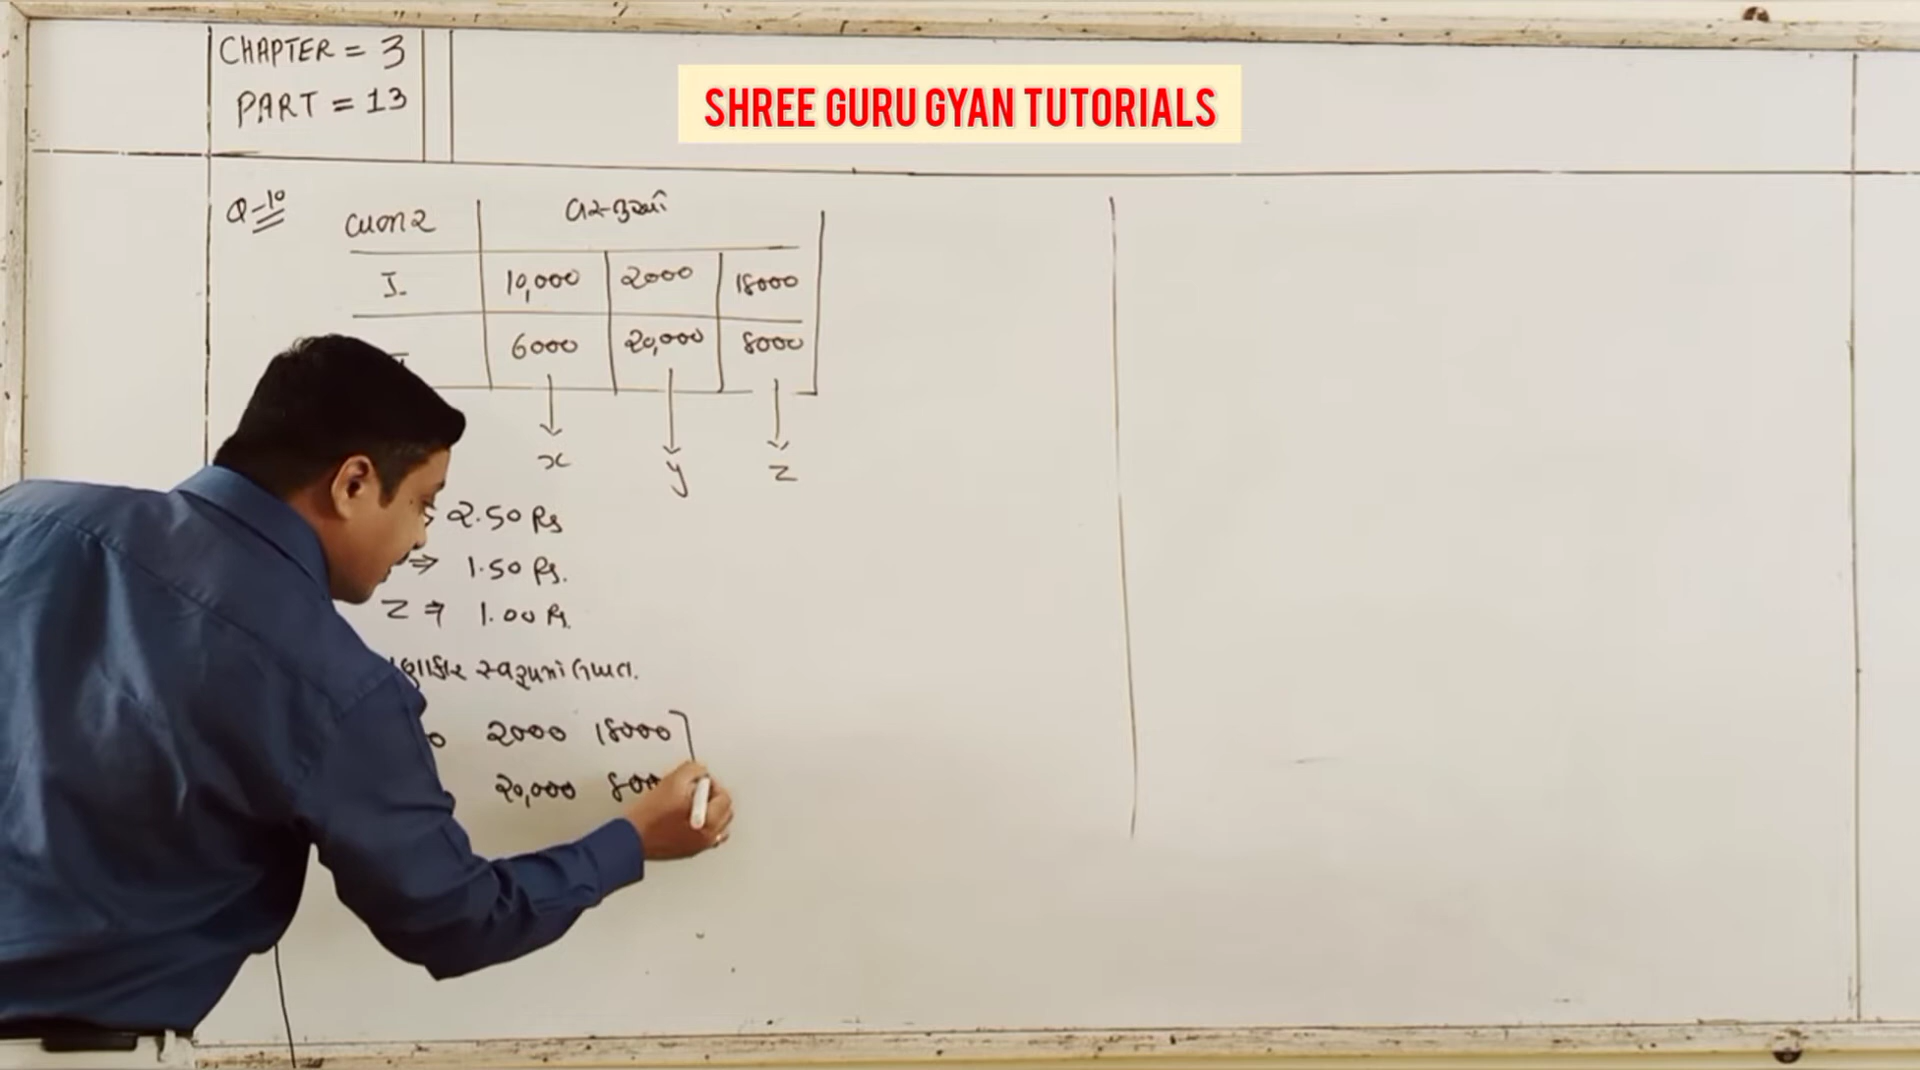 CHAPTER = 3
PART = 13
SHREE GURU GYAN TUTORIALS
Q-10
બજાર
I 10,000 2000 18000
6000 20,000 8000
x y z
2.50 Rs
⇒ 1.50 Rs.
Z ⇒ 1.00 Rs.
2000 18000
20,000